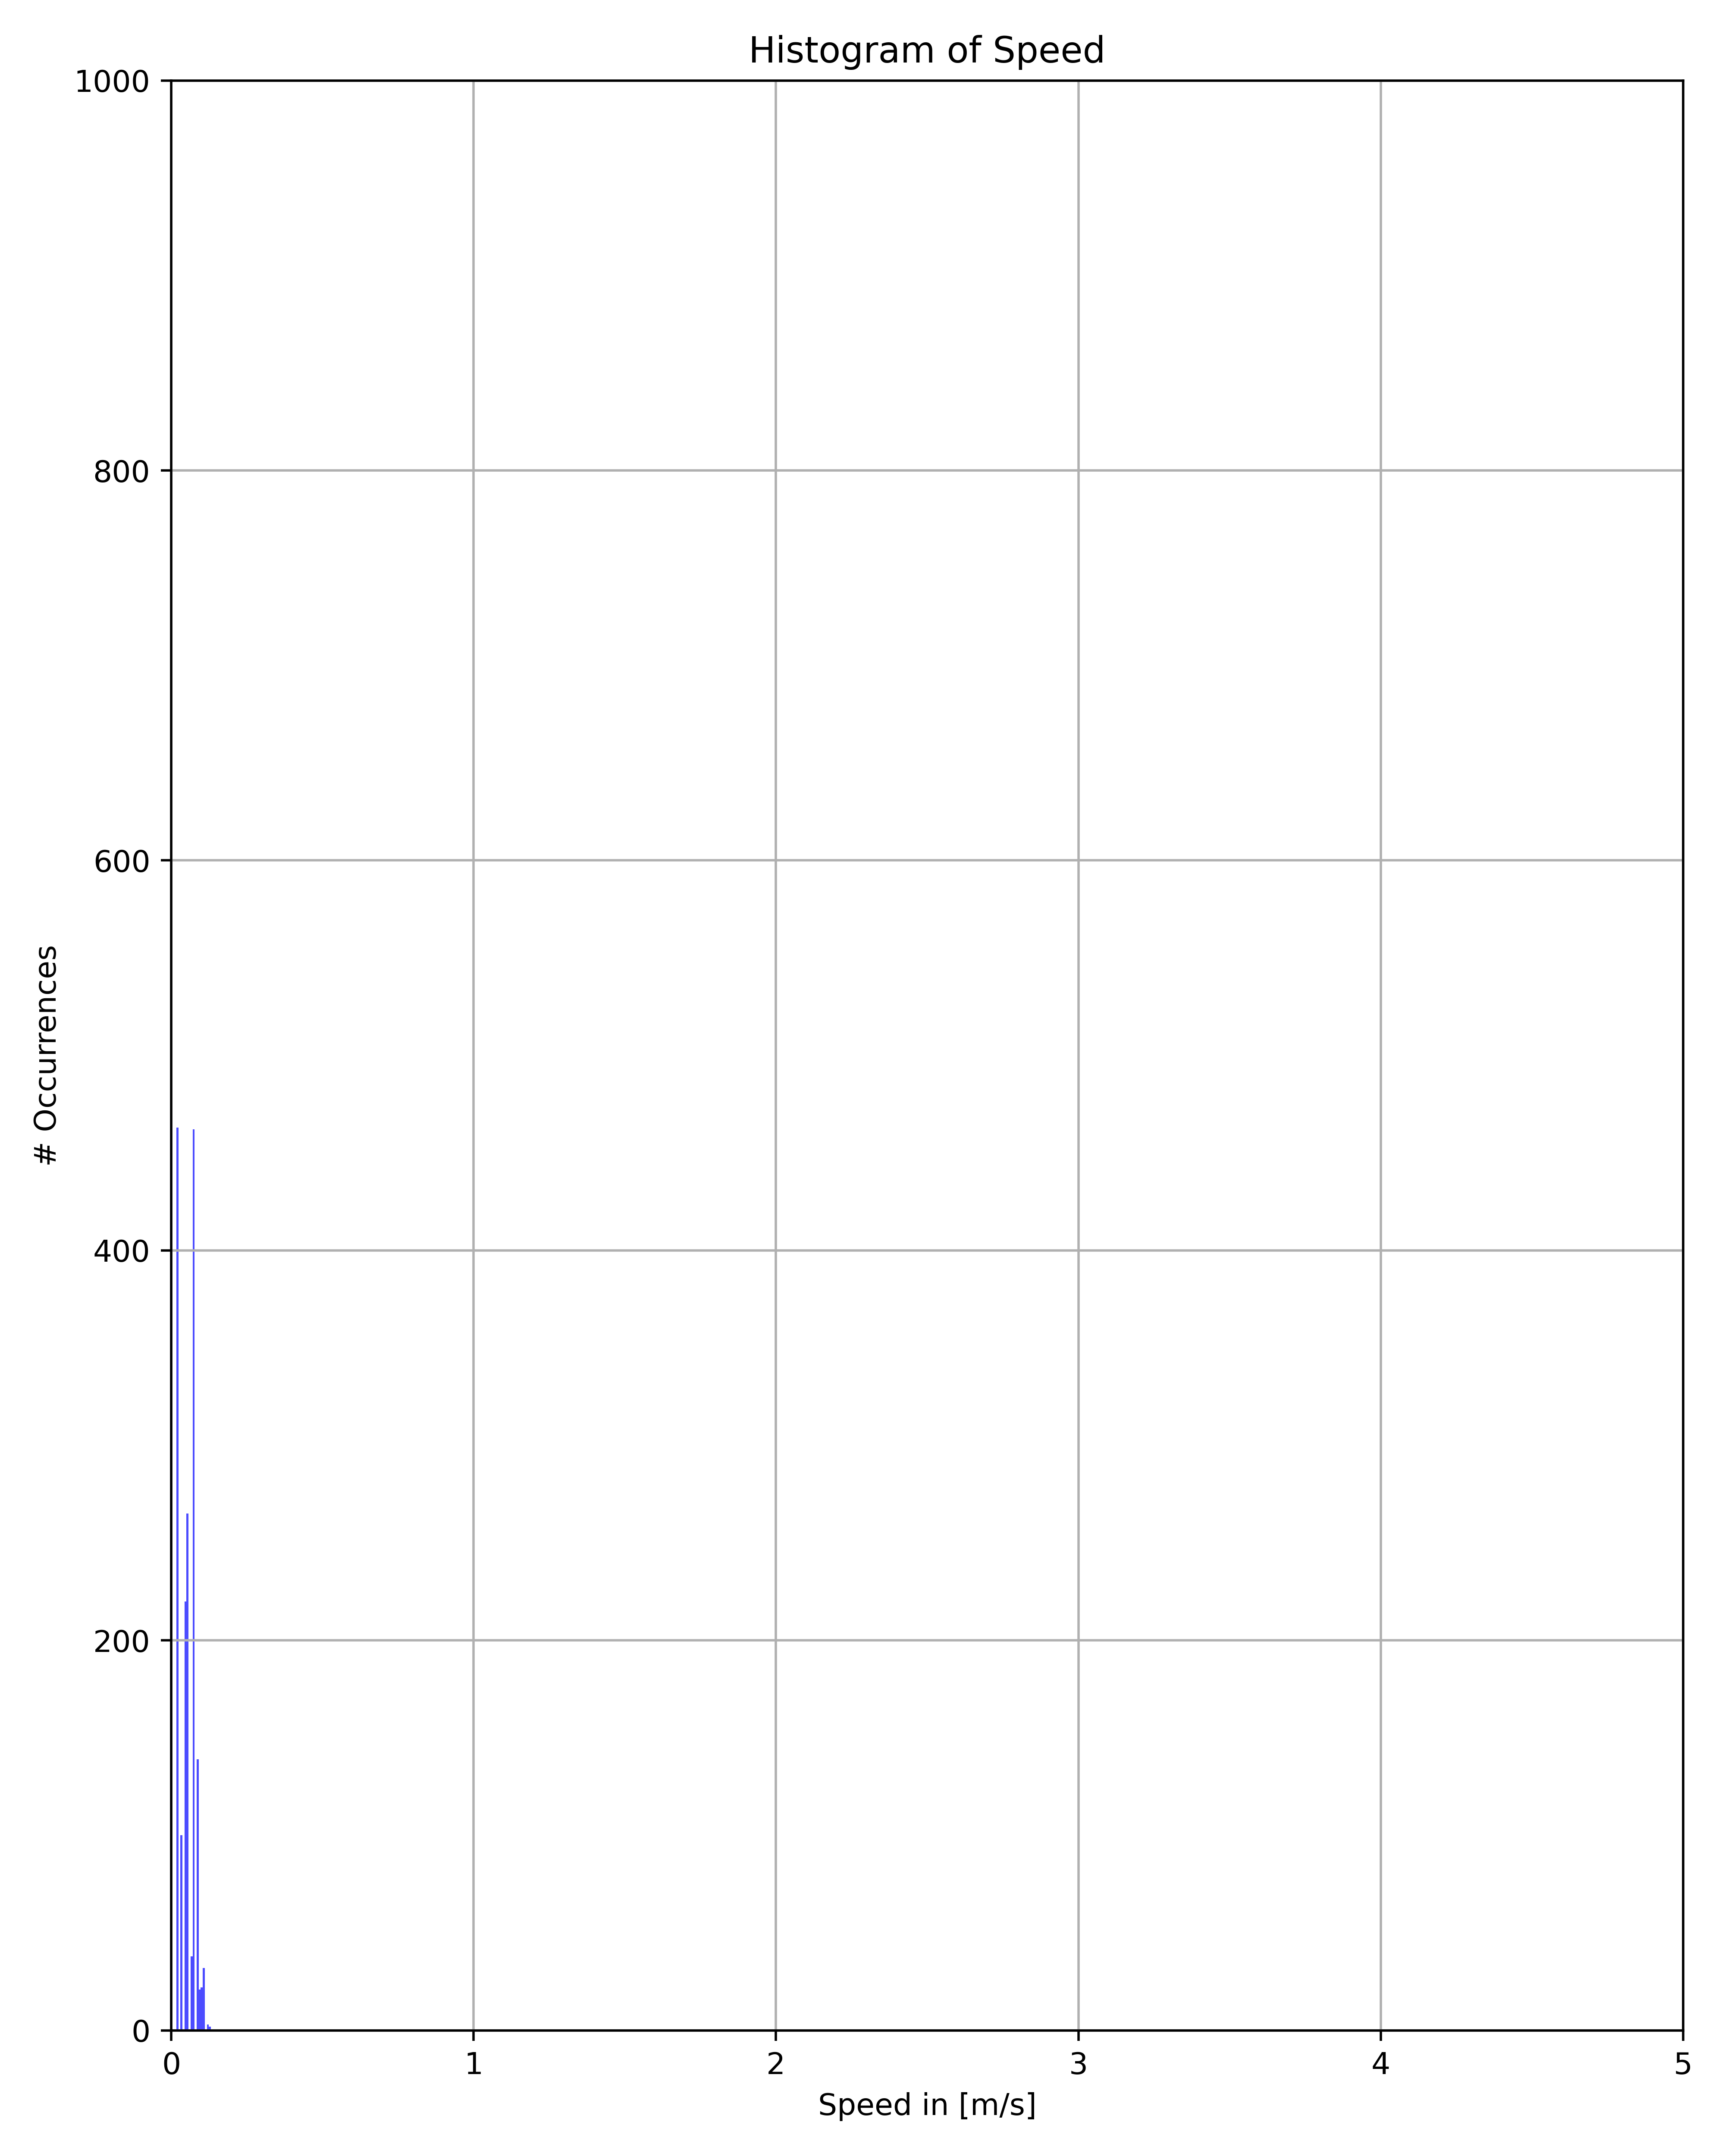 Histogram of Speed
1000
800
600
400
200
0
# Occurrences
0 1 2 3 4 5
Speed in [m/s]